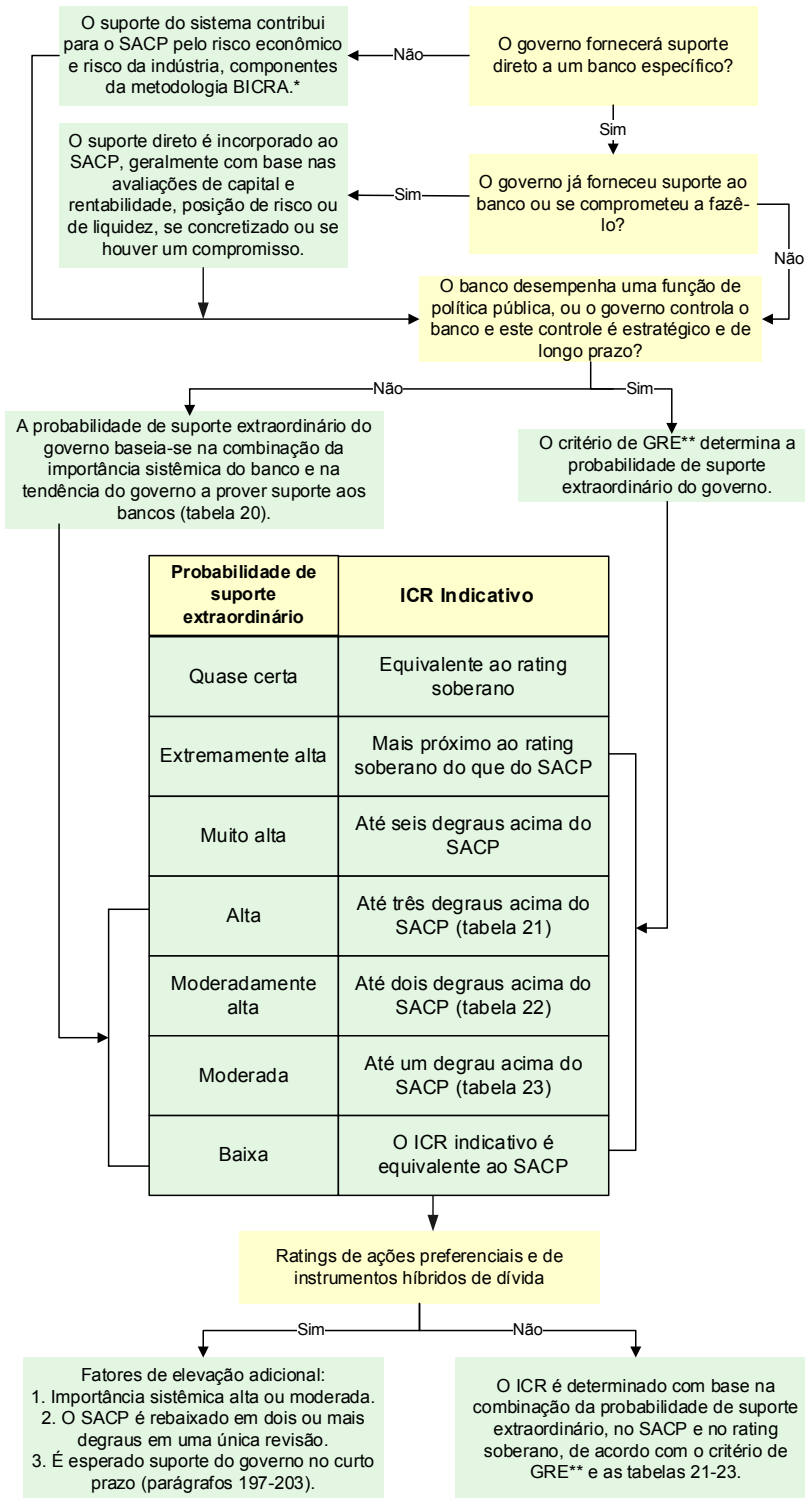 O suporte do sistema contribui
para o SACP pelo risco econômico
e risco da indústria, componentes
da metodologia BICRA.*
Não
O governo fornecerá suporte
direto a um banco específico?
Sim
O suporte direto é incorporado ao
SACP, geralmente com base nas
avaliações de capital e
rentabilidade, posição de risco ou
de liquidez, se concretizado ou se
houver um compromisso.
Sim
O governo já forneceu suporte ao
banco ou se comprometeu a fazê-
lo?
Não
O banco desempenha uma função de
política pública, ou o governo controla o
banco e este controle é estratégico e de
longo prazo?
Não
Sim
A probabilidade de suporte extraordinário do
governo baseia-se na combinação da
importância sistêmica do banco e na
tendência do governo a prover suporte aos
bancos (tabela 20).
O critério de GRE** determina a
probabilidade de suporte
extraordinário do governo.
Probabilidade de
suporte
extraordinário
ICR Indicativo
Quase certa
Equivalente ao rating
soberano
Extremamente alta
Mais próximo ao rating
soberano do que do SACP
Muito alta
Até seis degraus acima do
SACP
Alta
Até três degraus acima do
SACP (tabela 21)
Moderadamente
alta
Até dois degraus acima do
SACP (tabela 22)
Moderada
Até um degrau acima do
SACP (tabela 23)
Baixa
O ICR indicativo é
equivalente ao SACP
Ratings de ações preferenciais e de
instrumentos híbridos de dívida
Sim
Não
Fatores de elevação adicional:
1. Importância sistêmica alta ou moderada.
2. O SACP é rebaixado em dois ou mais
degraus em uma única revisão.
3. É esperado suporte do governo no curto
prazo (parágrafos 197-203).
O ICR é determinado com base na
combinação da probabilidade de suporte
extraordinário, no SACP e no rating
soberano, de acordo com o critério de
GRE** e as tabelas 21-23.